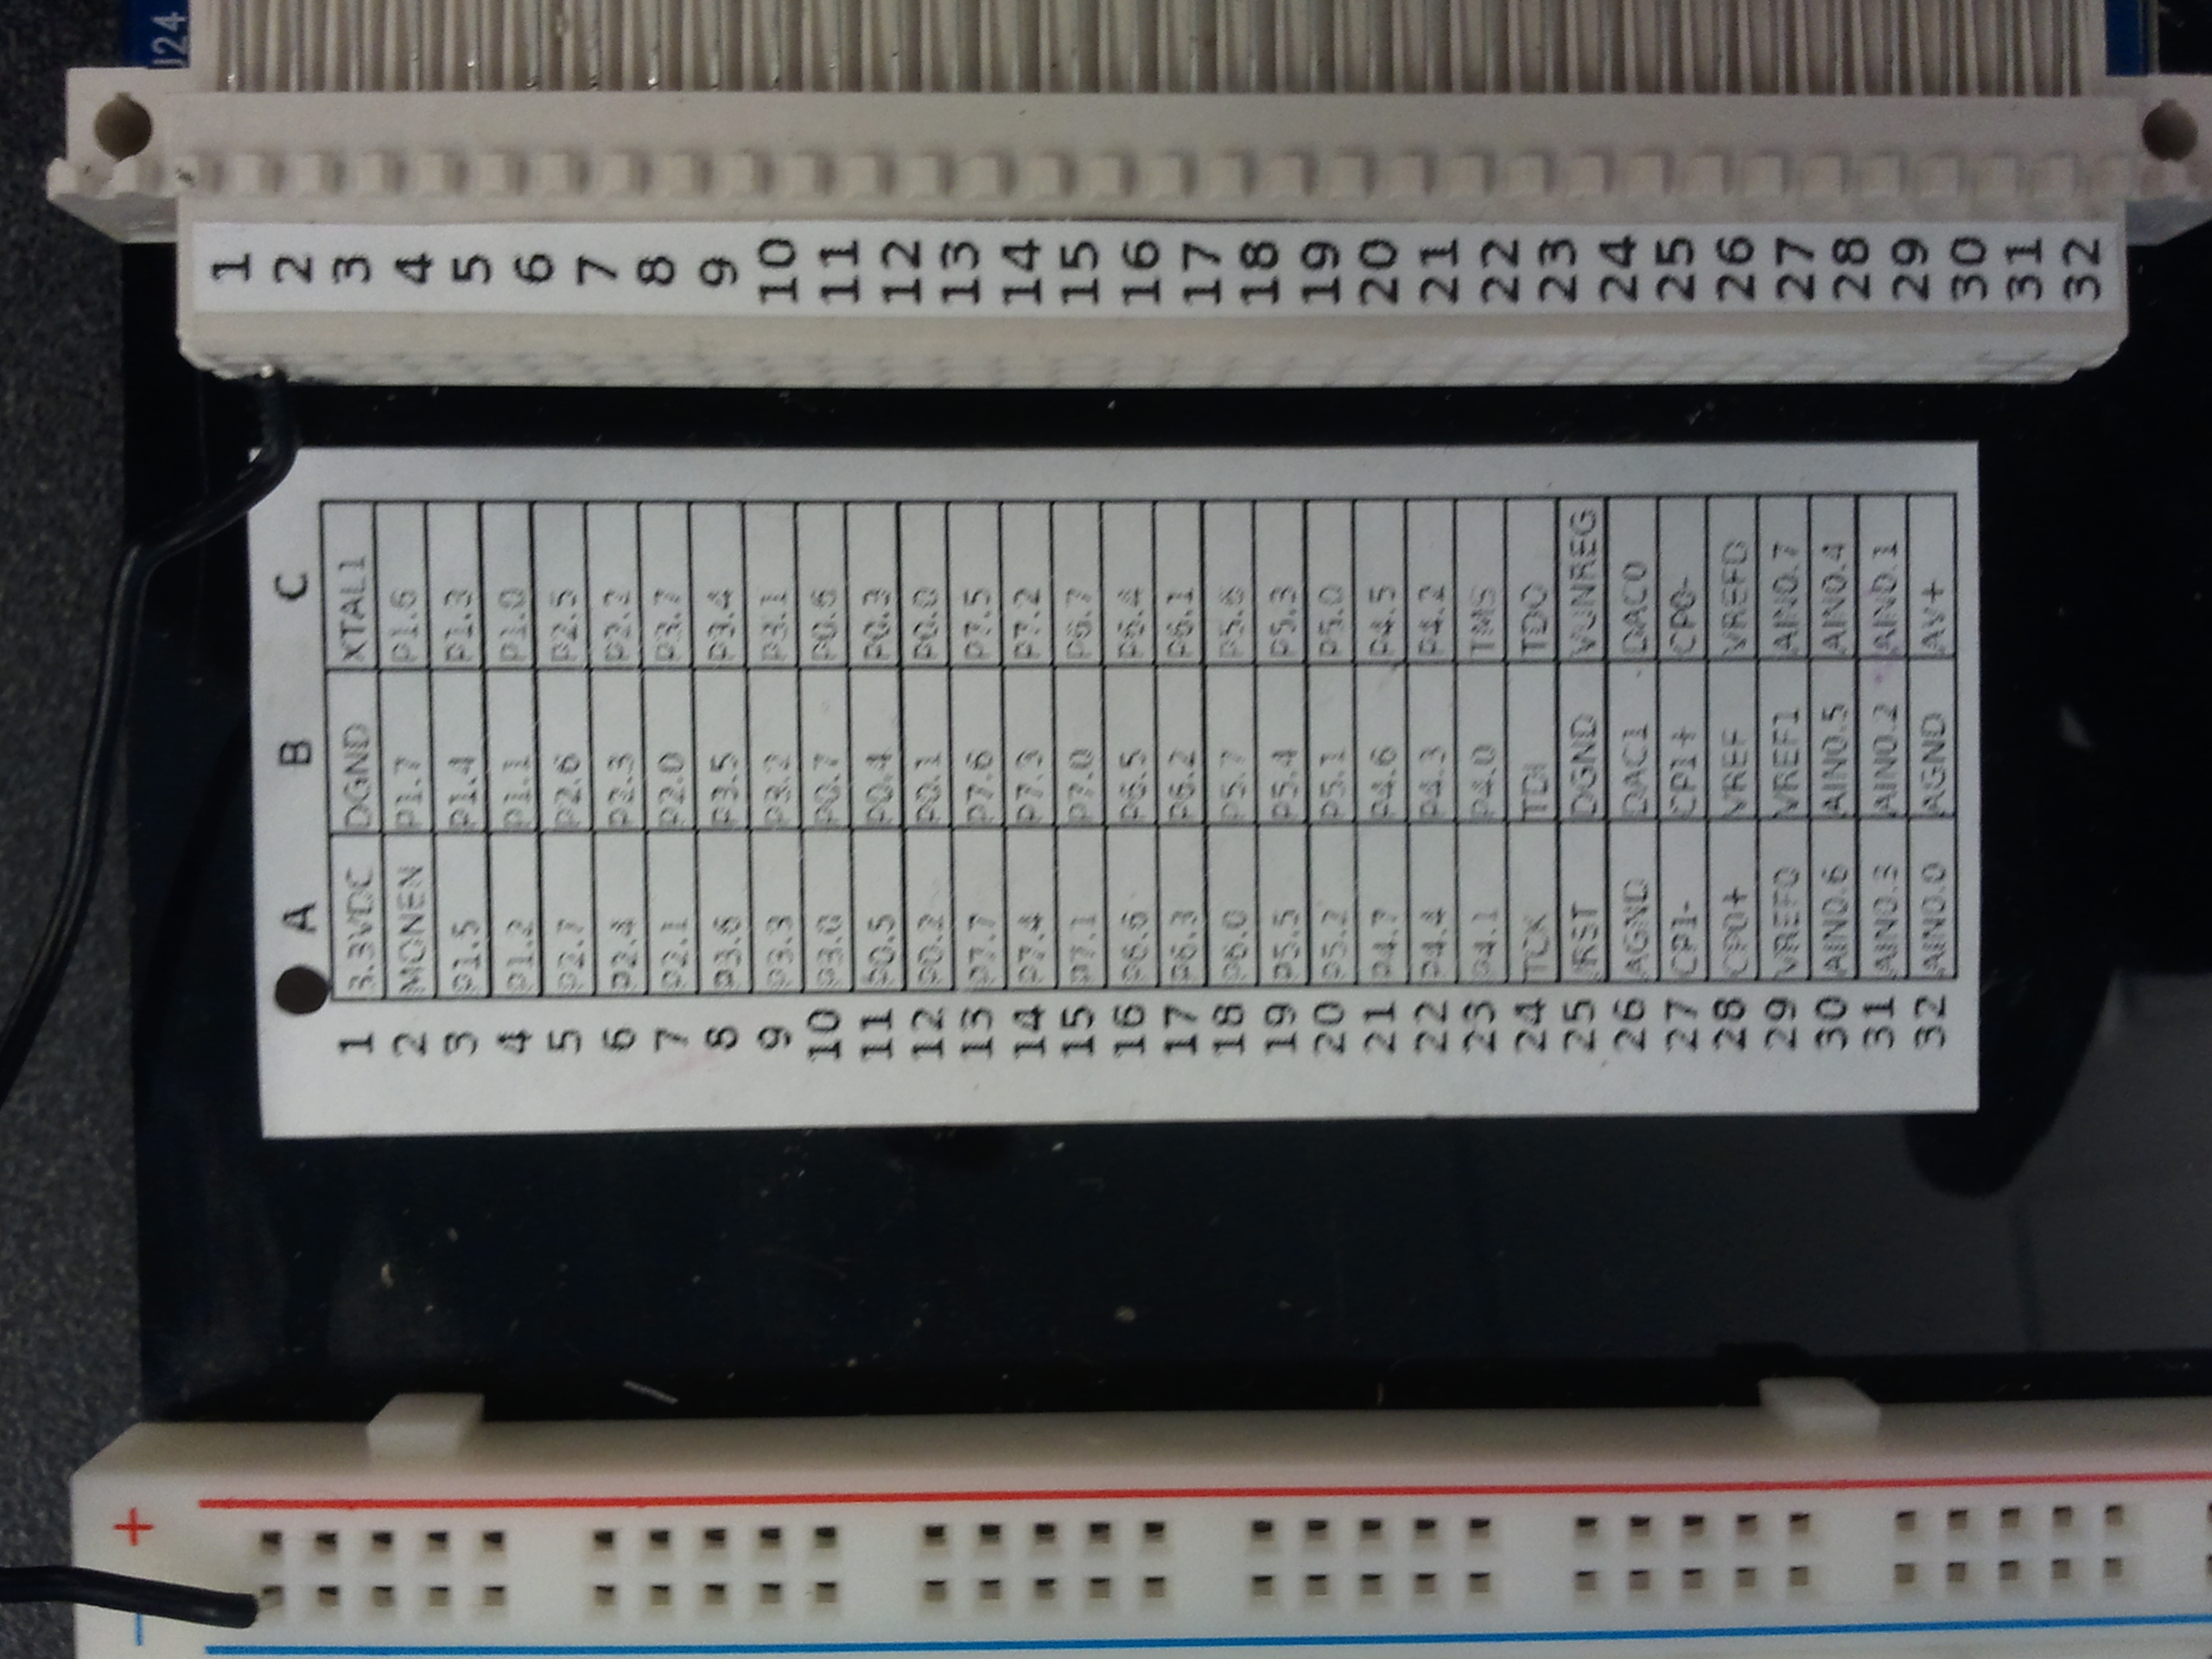 - +
J24
A B C
1 3.3VDC DGND XTAL1
2 MONEN P1.7 P1.6
3 P1.5 P1.4 P1.3
4 P1.2 P1.1 P1.0
5 P2.7 P2.6 P2.5
6 P2.4 P2.3 P2.2
7 P2.1 P2.0 P3.7
8 P3.6 P3.5 P3.4
9 P3.3 P3.2 P3.1
10 P3.0 P0.7 P0.6
11 P0.5 P0.4 P0.3
12 P0.2 P0.1 P0.0
13 P7.7 P7.6 P7.5
14 P7.4 P7.3 P7.2
15 P7.1 P7.0 P6.7
16 P6.6 P6.5 P6.4
17 P6.3 P6.2 P6.1
18 P6.0 P5.7 P5.6
19 P5.5 P5.4 P5.3
20 P5.2 P5.1 P5.0
21 P4.7 P4.6 P4.5
22 P4.4 P4.3 P4.2
23 P4.1 P4.0 TMS
24 TCK TDI TDO
25 /RST DGND VUNREG
26 AGND DAC1 DAC0
27 CP1- CP1+ CP0-
28 CP0+ VREF VREFD
29 VREF0 VREF1 AIN0.7
30 AIN0.6 AIN0.5 AIN0.4
31 AIN0.3 AIN0.2 AIN0.1
32 AIN0.0 AGND AV+
1
2
3
4
5
6
7
8
9
10
11
12
13
14
15
16
17
18
19
20
21
22
23
24
25
26
27
28
29
30
31
32